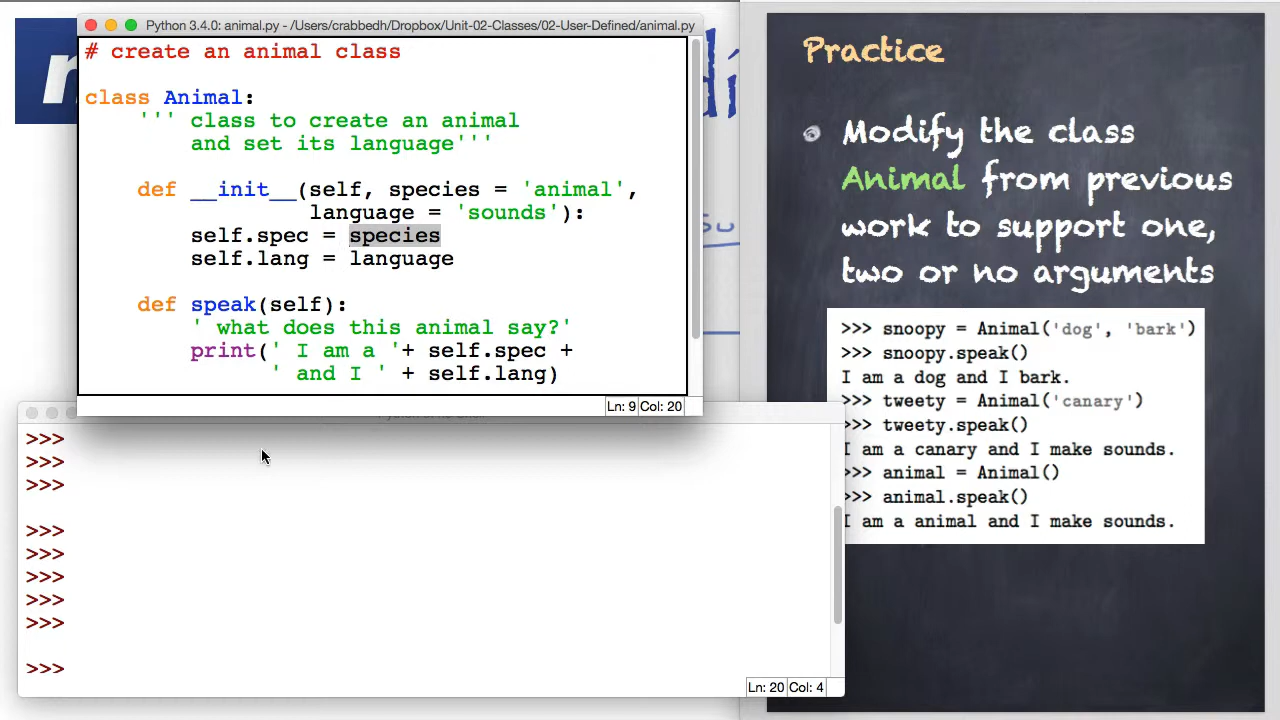 Python 3.4.0: animal.py - /Users/crabbedh/Dropbox/Unit-02-Classes/02-User-Defined/animal.py
# create an animal class
class Animal:
''' class to create an animal
and set its language'''
def __init__(self, species = 'animal',
language = 'sounds'):
self.spec = species
self.lang = language
def speak(self):
' what does this animal say?'
print(' I am a '+ self.spec +
' and I ' + self.lang)
Ln: 9 Col: 20
>>>
>>>
>>>
>>>
>>>
>>>
>>>
>>>
>>>
Ln: 20 Col: 4
Practice
Modify the class
Animal from previous
work to support one,
two or no arguments
>>> snoopy = Animal('dog', 'bark')
>>> snoopy.speak()
I am a dog and I bark.
>>> tweety = Animal('canary')
>>> tweety.speak()
I am a canary and I make sounds.
>>> animal = Animal()
>>> animal.speak()
I am a animal and I make sounds.